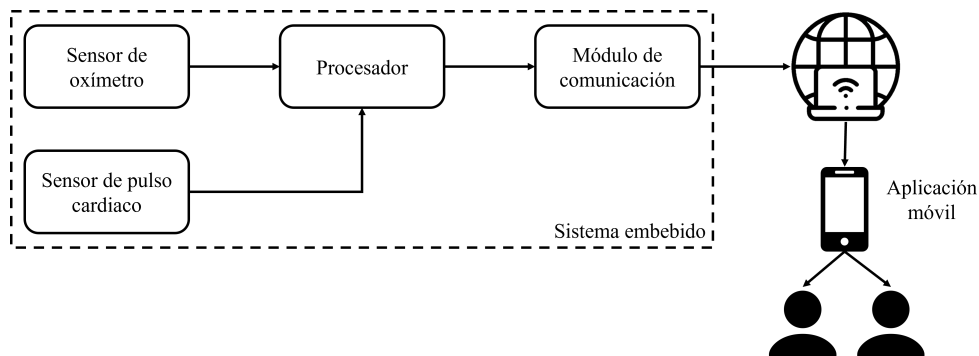 Sensor de
oxímetro
Procesador
Módulo de
comunicación
Sensor de pulso
cardiaco
Sistema embebido
Aplicación
móvil